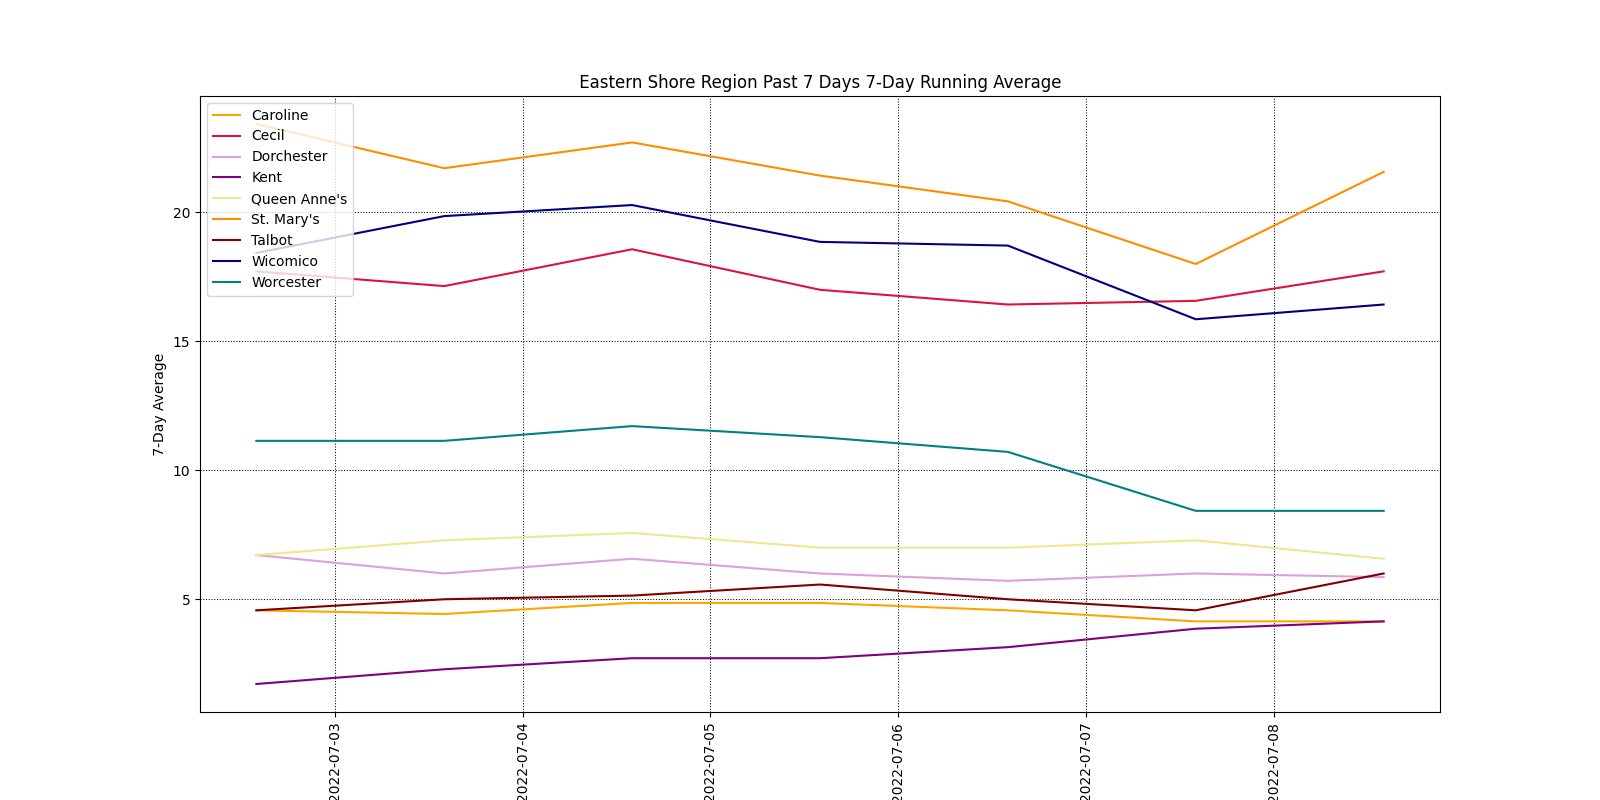 Eastern Shore Region Past 7 Days 7-Day Running Average
Caroline
Cecil
Dorchester
Kent
Queen Anne's
St. Mary's
Talbot
Wicomico
Worcester
7-Day Average
20
15
10
5
2022-07-03
2022-07-04
2022-07-05
2022-07-06
2022-07-07
2022-07-08